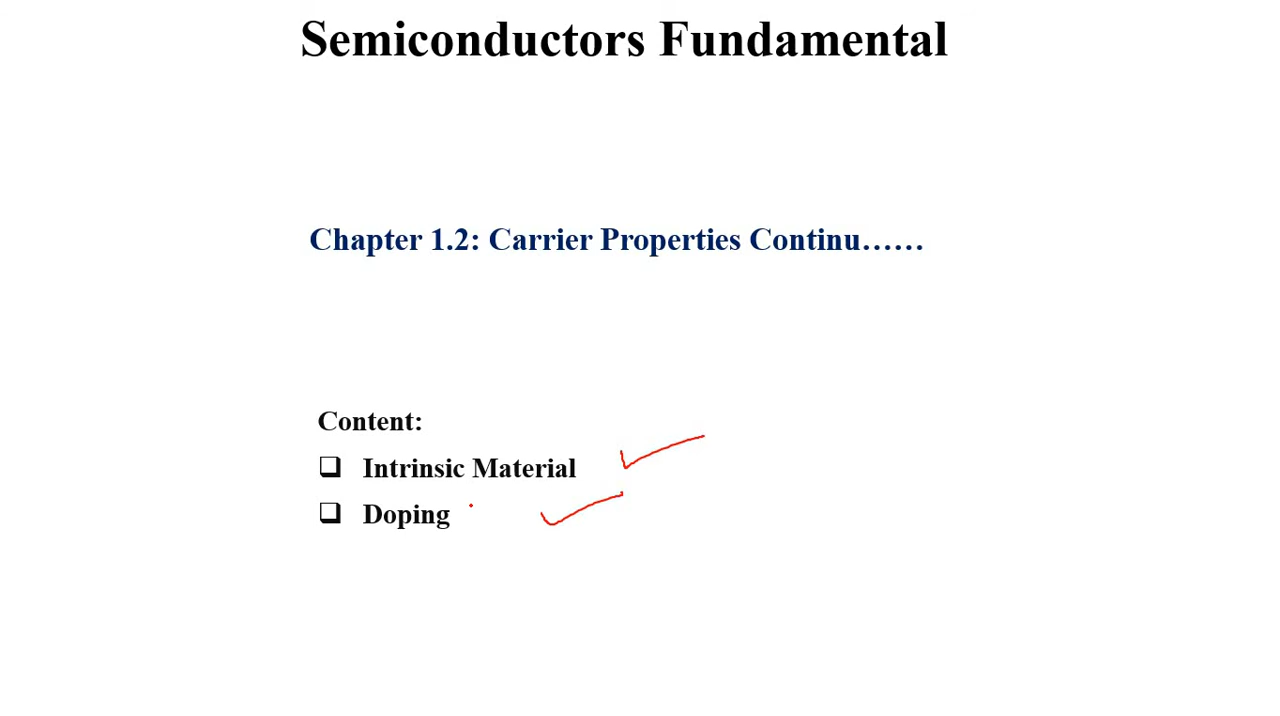 Semiconductors Fundamental
Chapter 1.2: Carrier Properties Continu......
Content:
❑ Intrinsic Material
❑ Doping